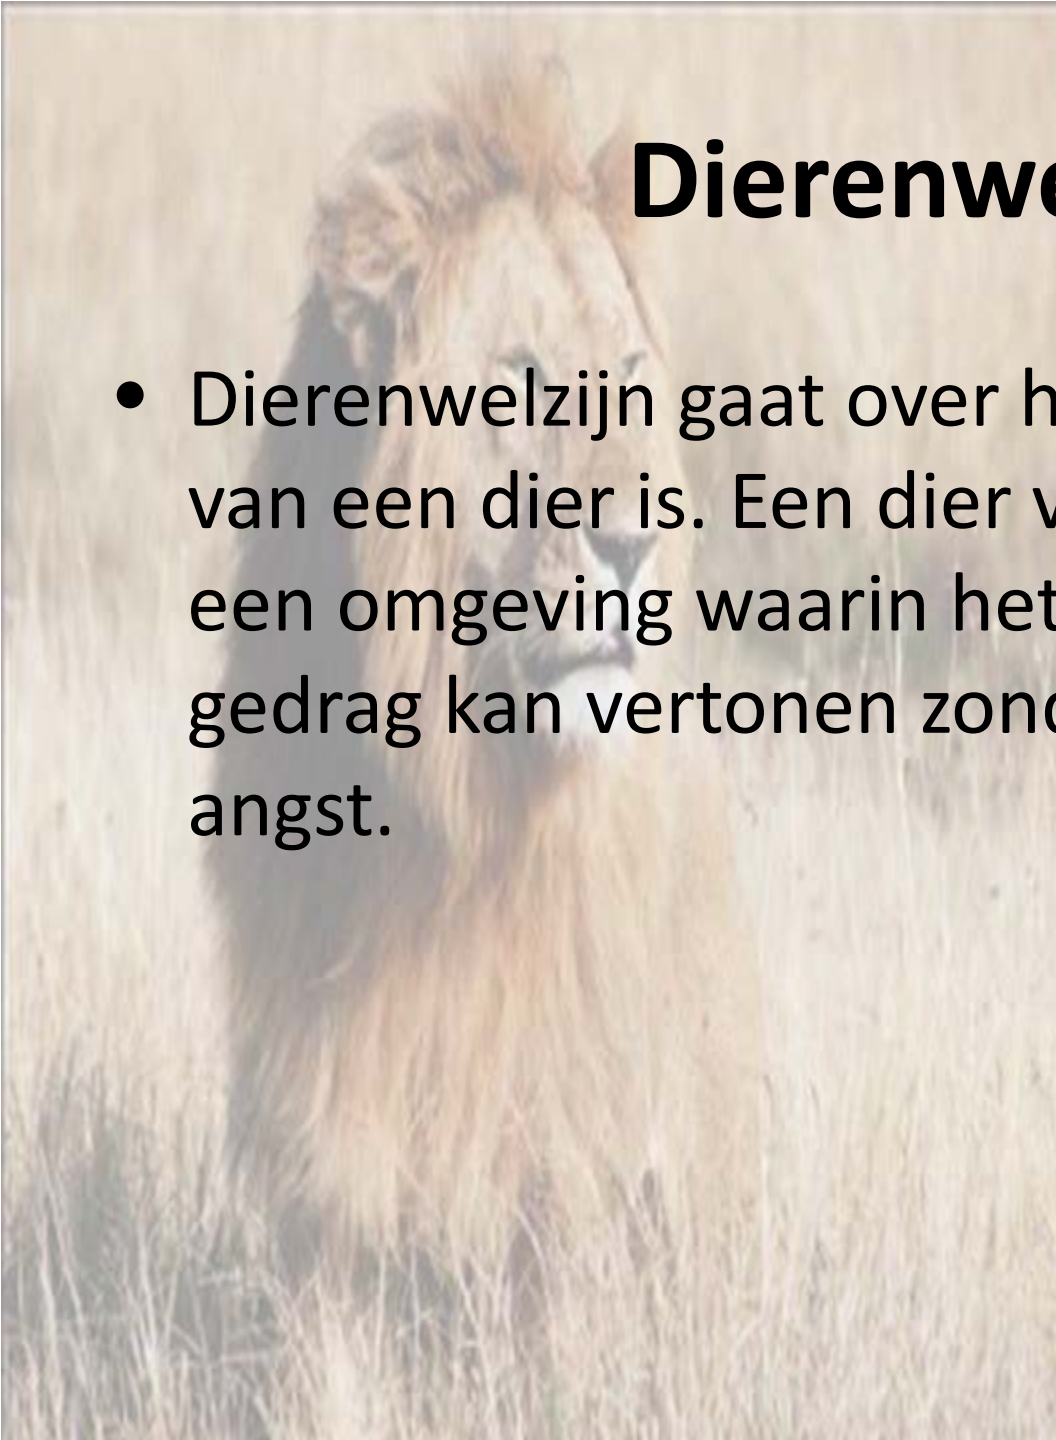 Dierenwe
• Dierenwelzijn gaat over h
van een dier is. Een dier v
een omgeving waarin het
gedrag kan vertonen zond
angst.